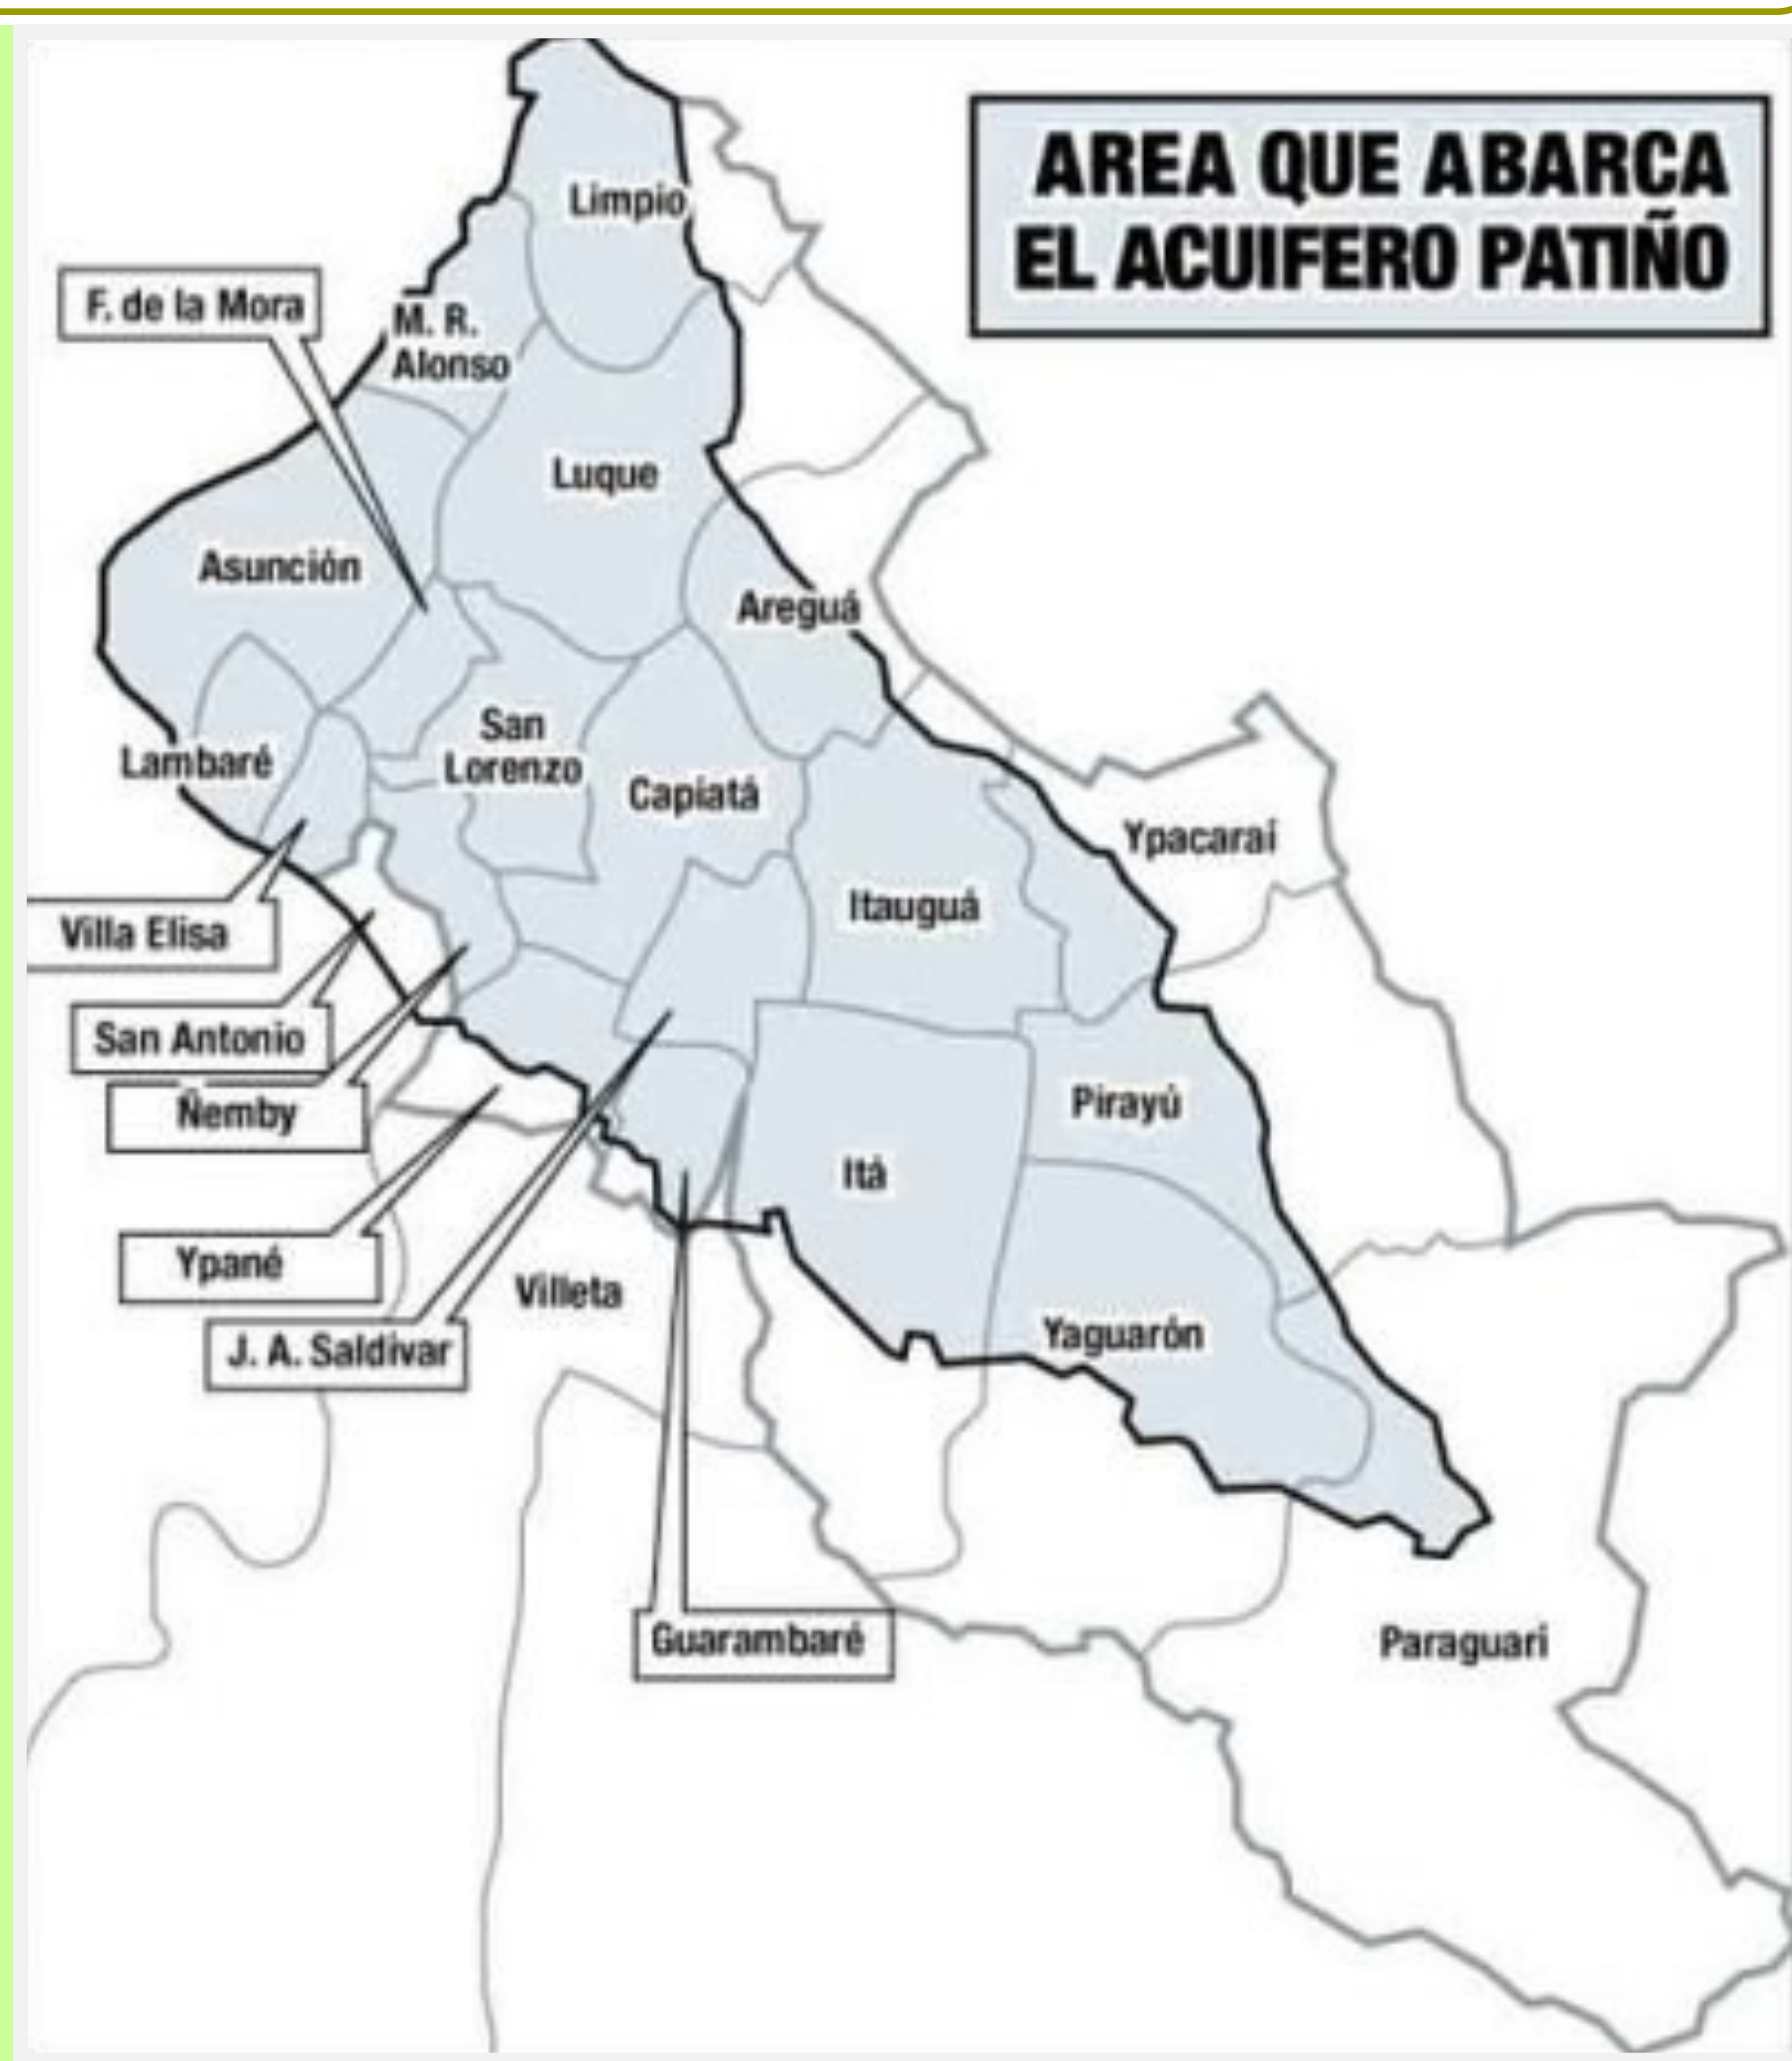 AREA QUE ABARCA
EL ACUIFERO PATIÑO
Limpio
F. de la Mora
M. R.
Alonso
Luque
Asunción
Areguá
San
Lorenzo
Lambaré
Capiatá
Ypacaraí
Itauguá
Villa Elisa
San Antonio
Ñemby
Pirayú
Itá
Ypané
Villeta
J. A. Saldivar
Yaguarón
Guarambaré
Paraguarí